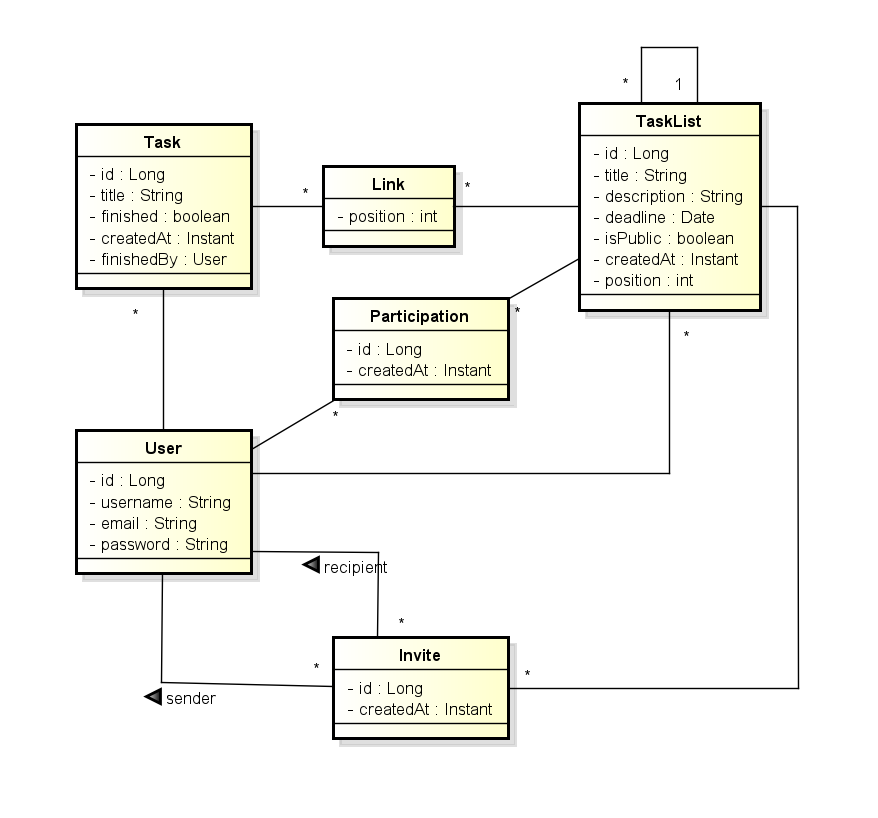 *
1
TaskList
- id : Long
- title : String
- description : String
- deadline : Date
- isPublic : boolean
- createdAt : Instant
- position : int
Task
- id : Long
- title : String
- finished : boolean
- createdAt : Instant
- finishedBy : User
*
Link
- position : int
*
*
Participation
- id : Long
- createdAt : Instant
*
*
*
User
- id : Long
- username : String
- email : String
- password : String
recipient
*
*
sender
Invite
- id : Long
- createdAt : Instant
*